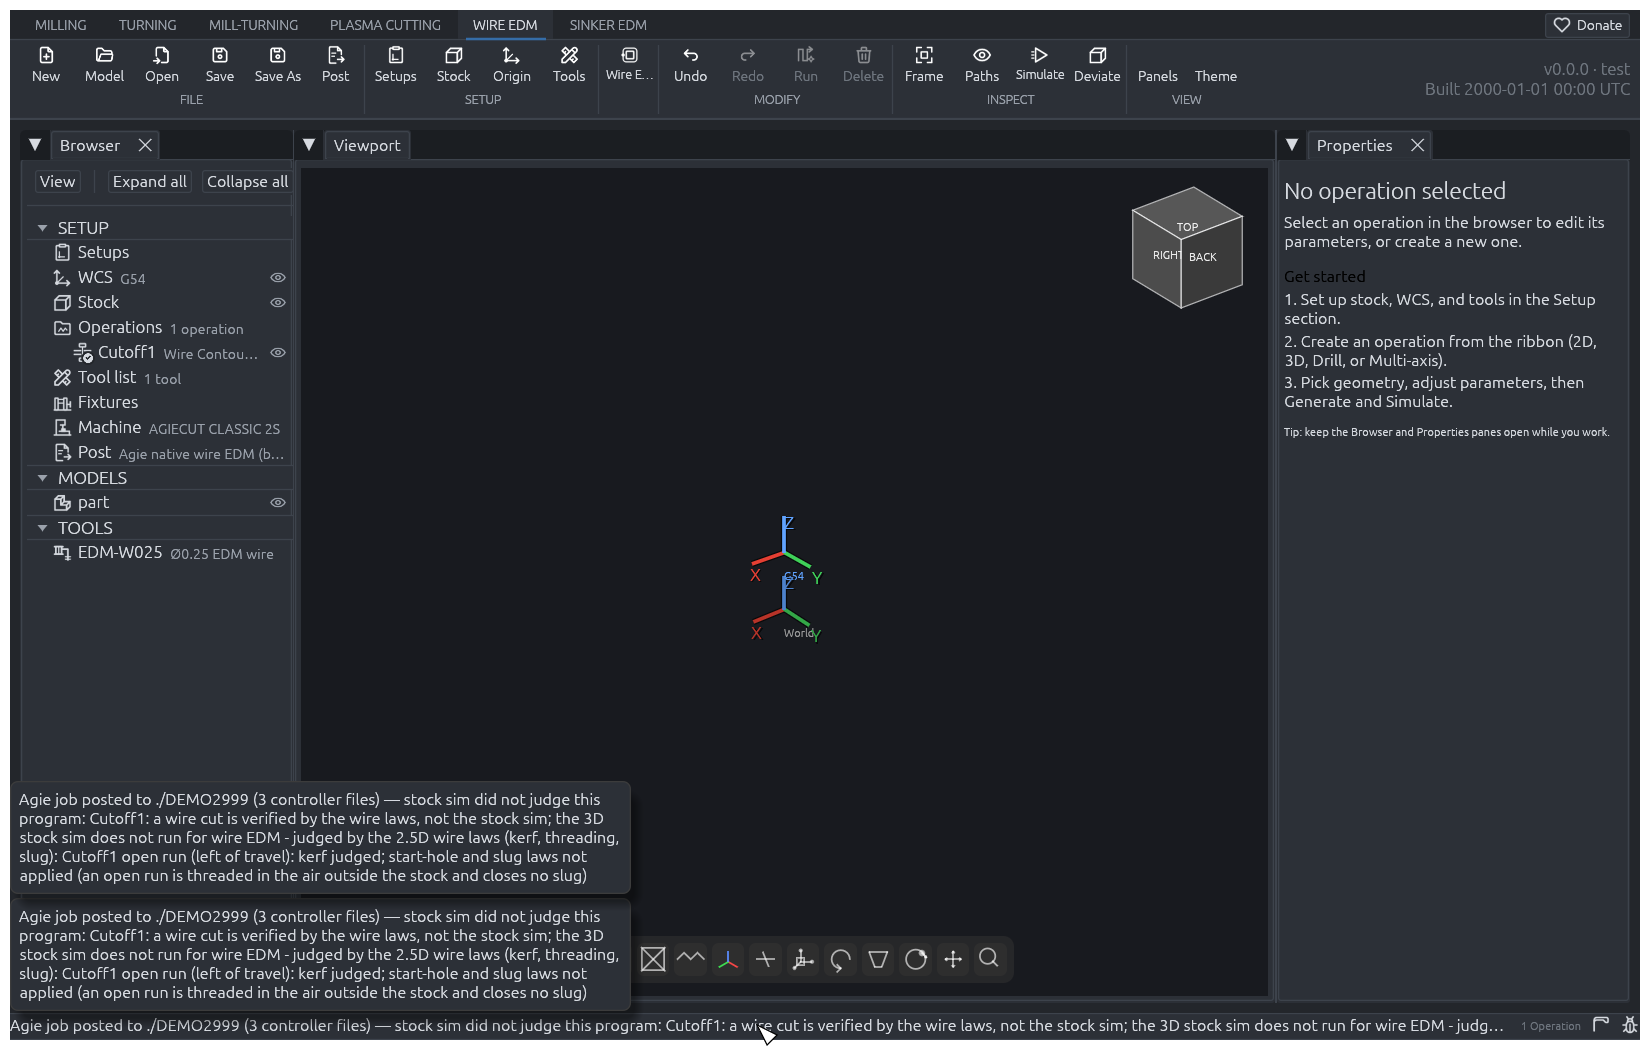 MILLING TURNING MILL-TURNING PLASMA CUTTING WIRE EDM SINKER EDM Donate
New Model Open Save Save As Post Setups Stock Origin Tools Wire E... Undo Redo Run Delete Frame Paths Simulate Deviate Panels Theme
FILE SETUP MODIFY INSPECT VIEW
v0.0.0 · test
Built 2000-01-01 00:00 UTC
Browser
View Expand all Collapse all
SETUP
Setups
WCS G54
Stock
Operations 1 operation
Cutoff1 Wire Contou...
Tool list 1 tool
Fixtures
Machine AGIECUT CLASSIC 2S
Post Agie native wire EDM (b...
MODELS
part
TOOLS
EDM-W025 Ø0.25 EDM wire
Viewport
TOP
RIGHT BACK
Z
X Y
G54
Z
X Y
World
Properties
No operation selected
Select an operation in the browser to edit its
parameters, or create a new one.
Get started
1. Set up stock, WCS, and tools in the Setup
section.
2. Create an operation from the ribbon (2D,
3D, Drill, or Multi-axis).
3. Pick geometry, adjust parameters, then
Generate and Simulate.
Tip: keep the Browser and Properties panes open while you work.
Agie job posted to ./DEMO2999 (3 controller files) — stock sim did not judge this
program: Cutoff1: a wire cut is verified by the wire laws, not the stock sim; the 3D
stock sim does not run for wire EDM - judged by the 2.5D wire laws (kerf, threading,
slug): Cutoff1 open run (left of travel): kerf judged; start-hole and slug laws not
applied (an open run is threaded in the air outside the stock and closes no slug)
Agie job posted to ./DEMO2999 (3 controller files) — stock sim did not judge this
program: Cutoff1: a wire cut is verified by the wire laws, not the stock sim; the 3D
stock sim does not run for wire EDM - judged by the 2.5D wire laws (kerf, threading,
slug): Cutoff1 open run (left of travel): kerf judged; start-hole and slug laws not
applied (an open run is threaded in the air outside the stock and closes no slug)
Agie job posted to ./DEMO2999 (3 controller files) — stock sim did not judge this program: Cutoff1: a wire cut is verified by the wire laws, not the stock sim; the 3D stock sim does not run for wire EDM - judg... 1 Operation